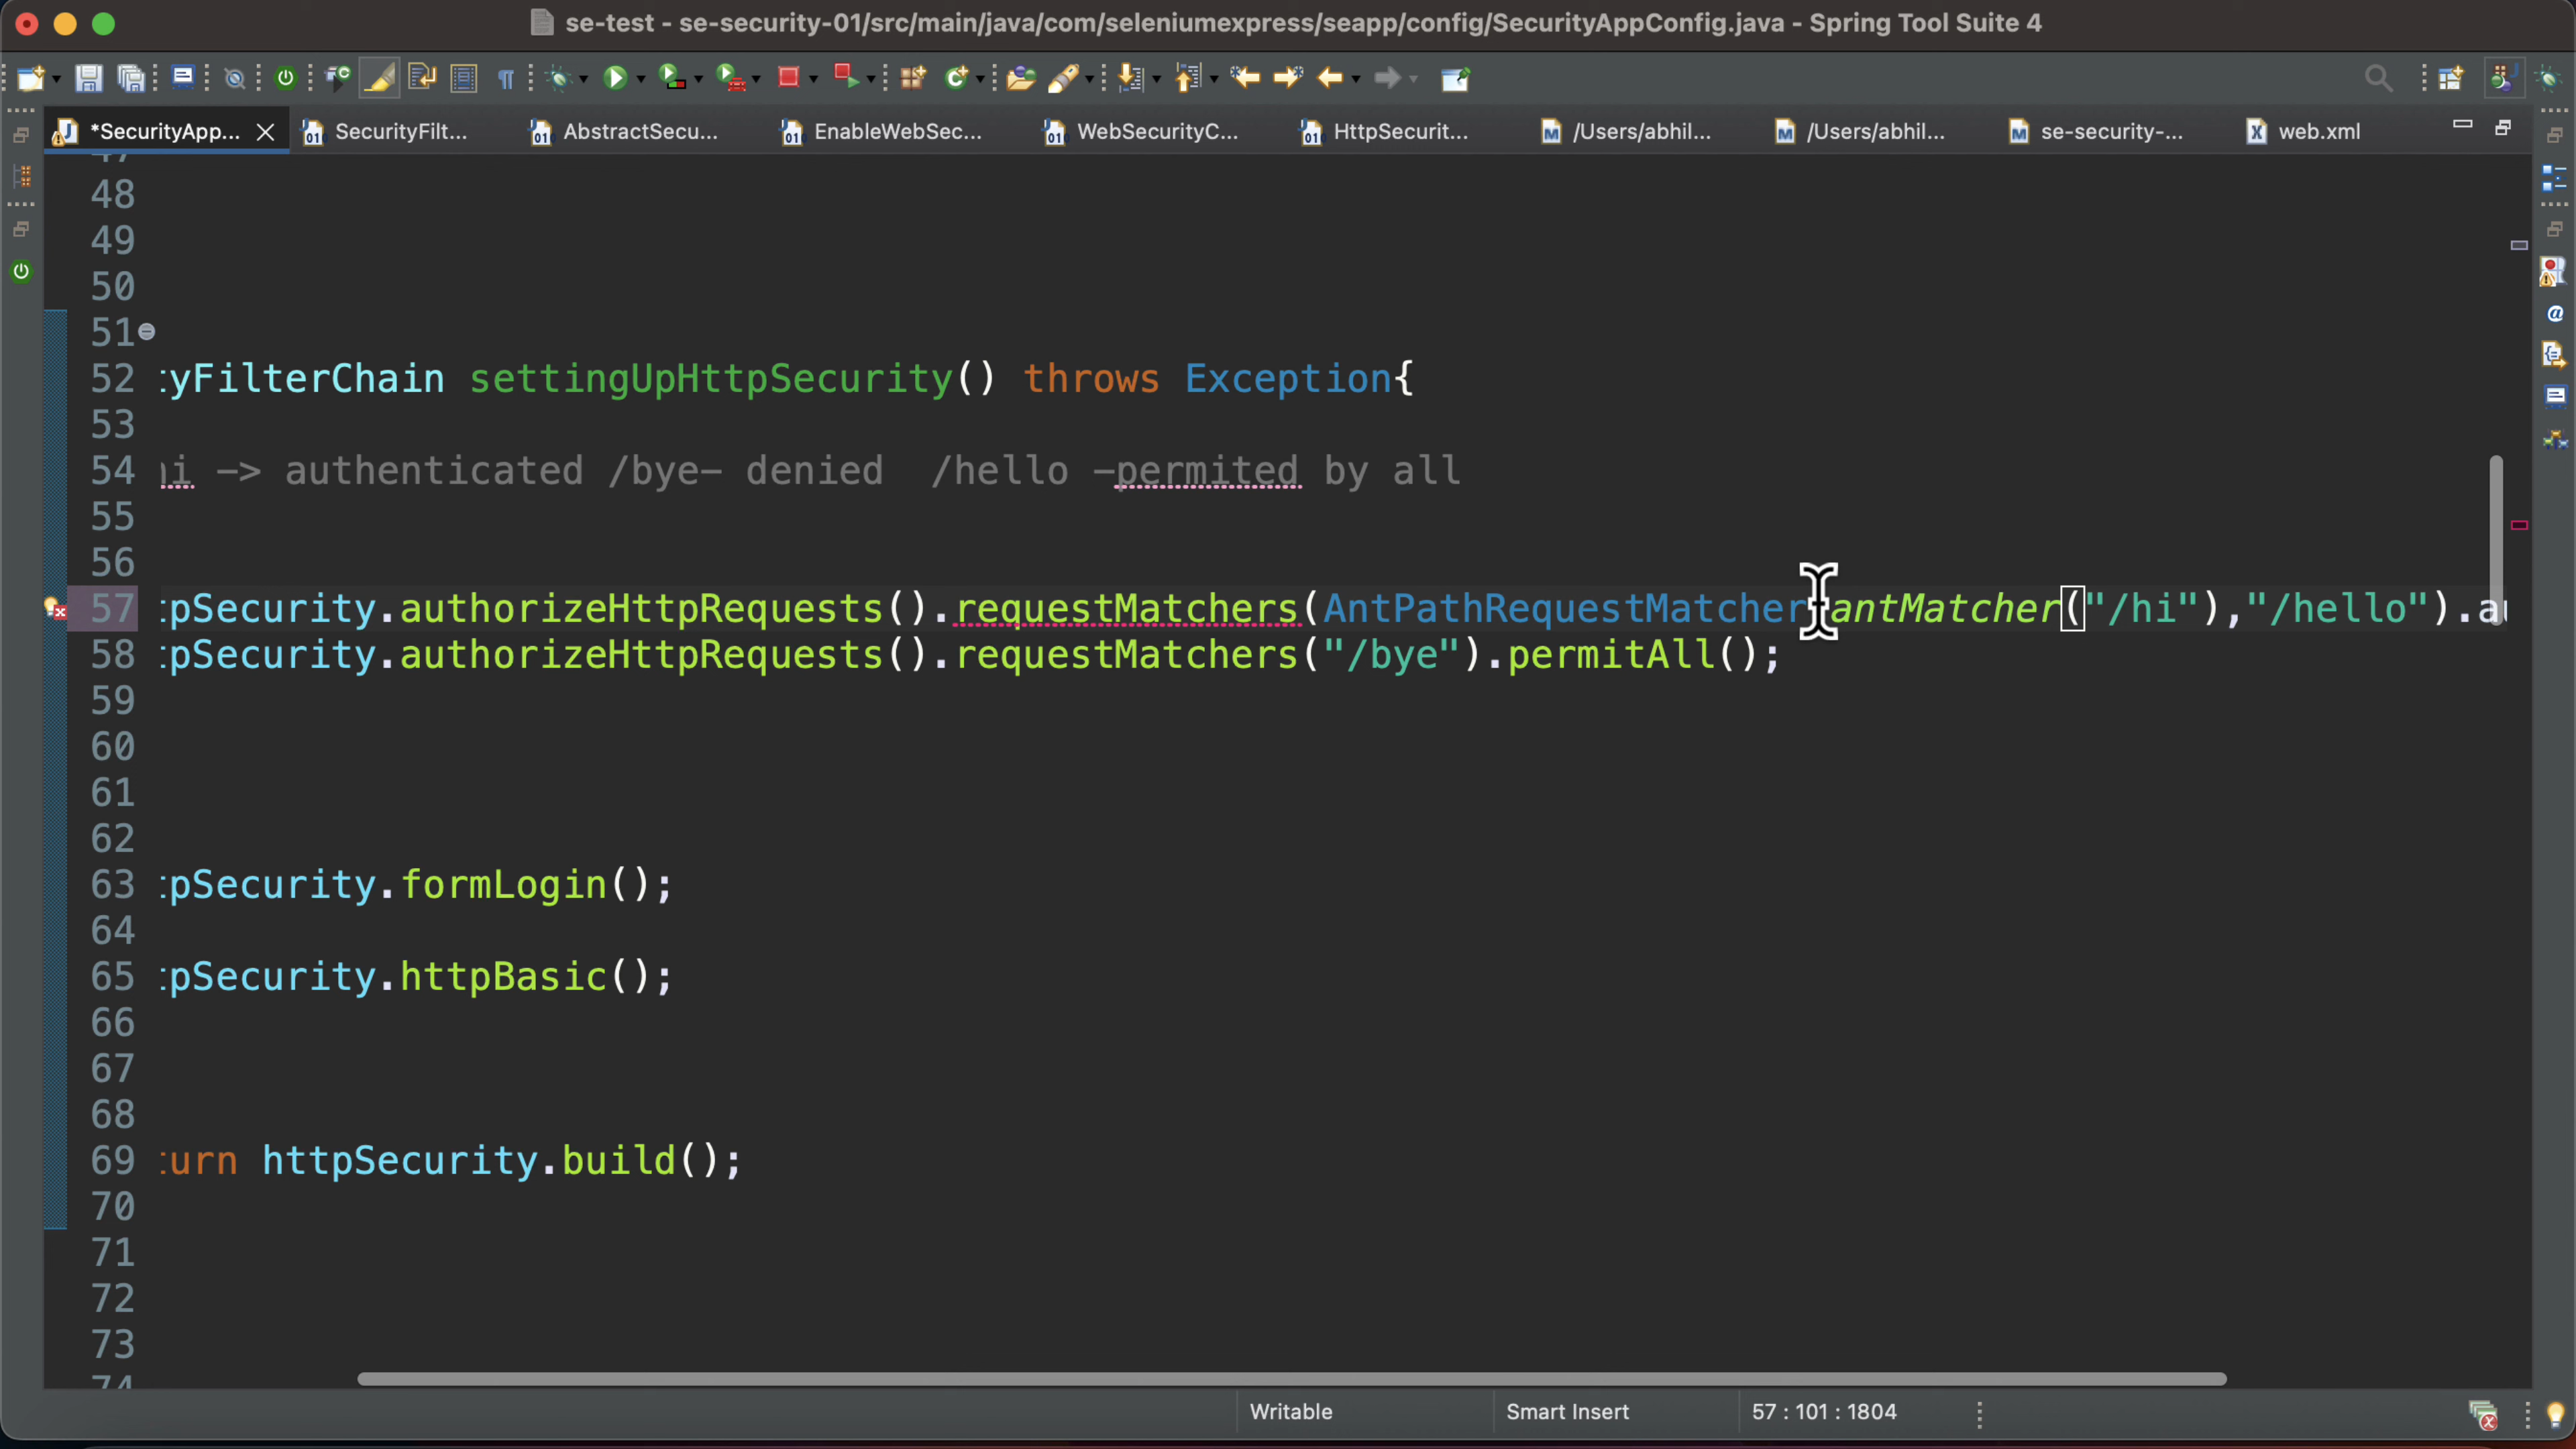 se-test - se-security-01/src/main/java/com/seleniumexpress/seapp/config/SecurityAppConfig.java - Spring Tool Suite 4
*SecurityApp... SecurityFilt... AbstractSecu... EnableWebSec... WebSecurityC... HttpSecurit... /Users/abhil... /Users/abhil... se-security-... web.xml
47
48
49
50
51
52 :yFilterChain settingUpHttpSecurity() throws Exception{
53
54 hi -> authenticated /bye- denied  /hello -permited by all
55
56
57 :pSecurity.authorizeHttpRequests().requestMatchers(AntPathRequestMatcher.antMatcher("/hi"),"/hello").au
58 :pSecurity.authorizeHttpRequests().requestMatchers("/bye").permitAll();
59
60
61
62
63 :pSecurity.formLogin();
64
65 :pSecurity.httpBasic();
66
67
68
69 :urn httpSecurity.build();
70
71
72
73
74
Writable Smart Insert 57 : 101 : 1804